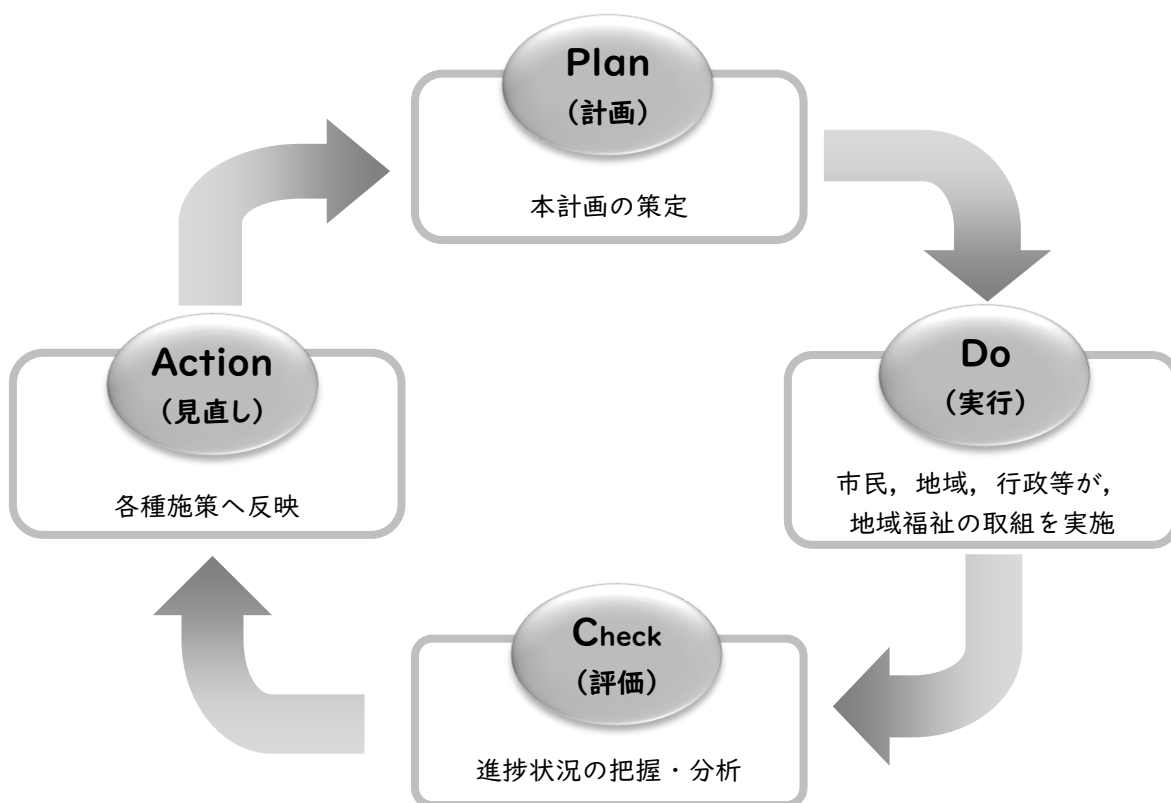 Plan
（計画）
本計画の策定
Do
（実行）
市民，地域，行政等が，
地域福祉の取組を実施
Check
（評価）
進捗状況の把握・分析
Action
（見直し）
各種施策へ反映